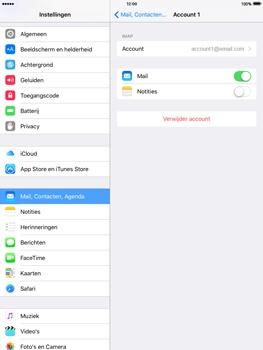 12:00
100%
Instellingen
Mail, Contacten...
Account 1
Algemeen
Beeldscherm en helderheid
Achtergrond
Geluiden
Toegangscode
Batterij
Privacy
iCloud
App Store en iTunes Store
Mail, Contacten, Agenda
Notities
Herinneringen
Berichten
FaceTime
Kaarten
Safari
Muziek
Video's
Foto's en Camera
IMAP
Account
account1@email.com
Mail
Notities
Verwijder account